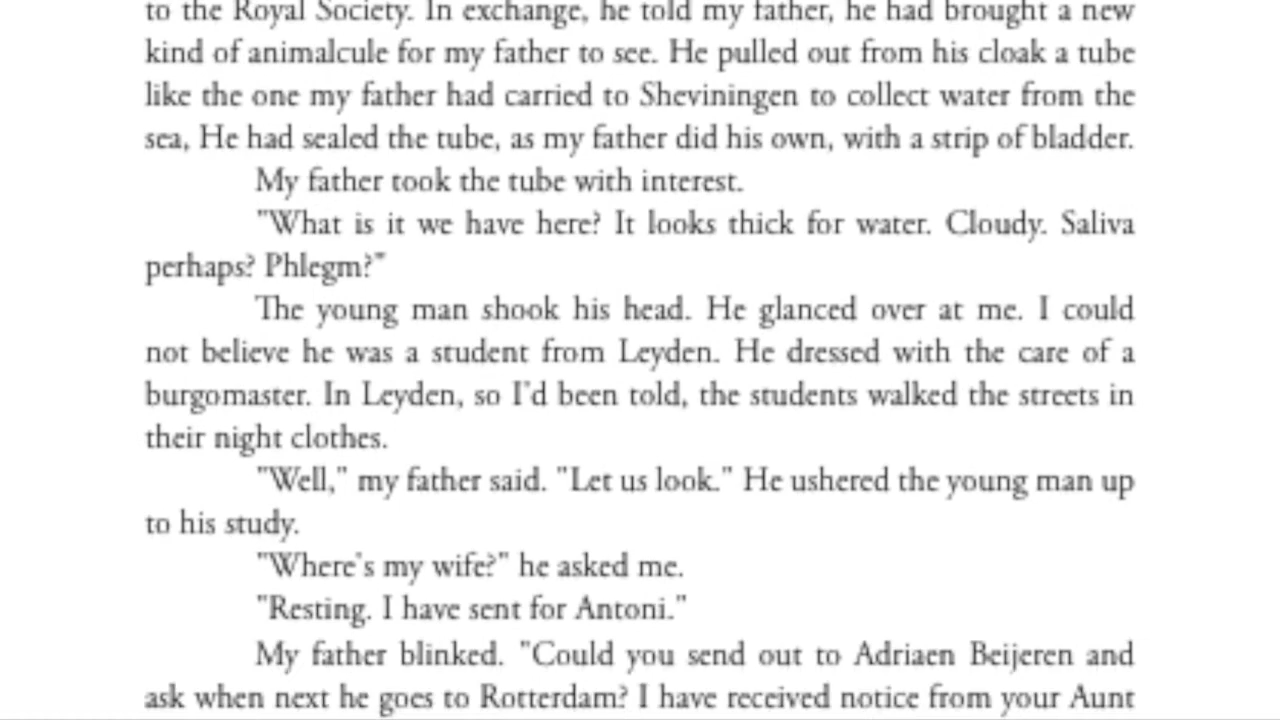 to the Royal Society. In exchange, he told my father, he had brought a new
kind of animalcule for my father to see. He pulled out from his cloak a tube
like the one my father had carried to Sheviningen to collect water from the
sea, He had sealed the tube, as my father did his own, with a strip of bladder.
My father took the tube with interest.
"What is it we have here? It looks thick for water. Cloudy. Saliva
perhaps? Phlegm?"
The young man shook his head. He glanced over at me. I could
not believe he was a student from Leyden. He dressed with the care of a
burgomaster. In Leyden, so I'd been told, the students walked the streets in
their night clothes.
"Well," my father said. "Let us look." He ushered the young man up
to his study.
"Where's my wife?" he asked me.
"Resting. I have sent for Antoni."
My father blinked. "Could you send out to Adriaen Beijeren and
ask when next he goes to Rotterdam? I have received notice from your Aunt